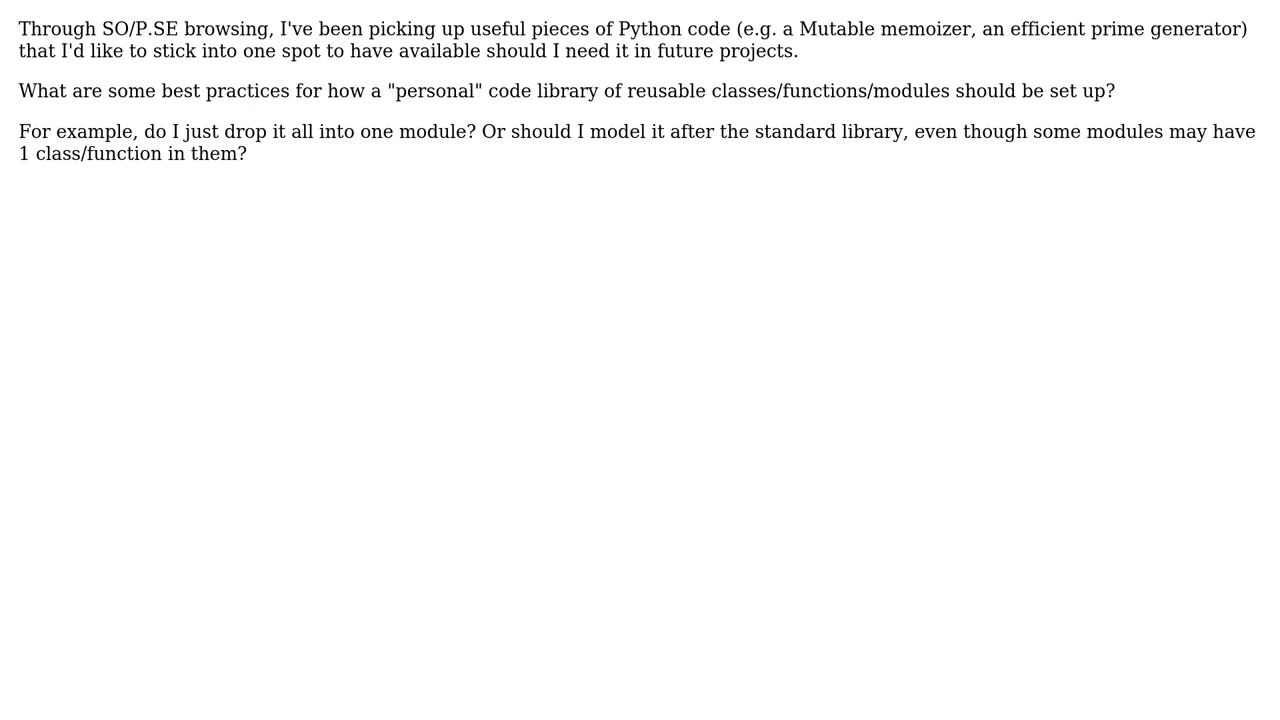 Through SO/P.SE browsing, I've been picking up useful pieces of Python code (e.g. a Mutable memoizer, an efficient prime generator)
that I'd like to stick into one spot to have available should I need it in future projects.
What are some best practices for how a "personal" code library of reusable classes/functions/modules should be set up?
For example, do I just drop it all into one module? Or should I model it after the standard library, even though some modules may have
1 class/function in them?